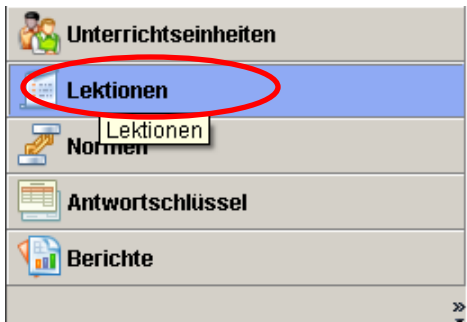 Unterrichtseinheiten
Lektionen
Lektionen
Normen
Antwortschlüssel
Berichte
»